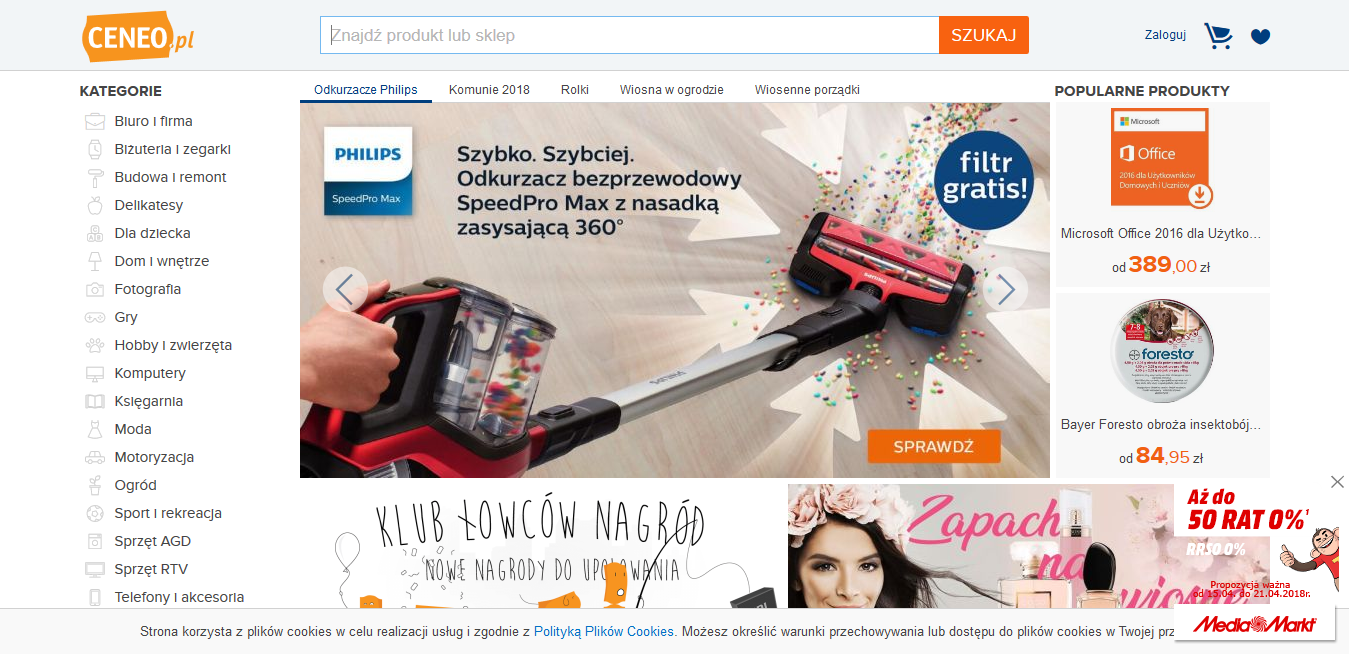 CENEO.pl
Znajdź produkt lub sklep
SZUKAJ
Zaloguj
KATEGORIE
Biuro i firma
Biżuteria i zegarki
Budowa i remont
Delikatesy
Dla dziecka
Dom i wnętrze
Fotografia
Gry
Hobby i zwierzęta
Komputery
Księgarnia
Moda
Motoryzacja
Ogród
Sport i rekreacja
Sprzęt AGD
Sprzęt RTV
Telefony i akcesoria
Odkurzacze Philips
Komunie 2018
Rolki
Wiosna w ogrodzie
Wiosenne porządki
PHILIPS
SpeedPro Max
Szybko. Szybciej.
Odkurzacz bezprzewodowy
SpeedPro Max z nasadką
zasysającą 360°
filtr
gratis!
PHILIPS
SPRAWDŹ
POPULARNE PRODUKTY
Microsoft
Office
2016 dla Użytkowników
Domowych i Uczniów
Microsoft Office 2016 dla Użytko...
od 389,00 zł
7-8
foresto
Bayer Foresto obroża insektobój...
od 84,95 zł
KLUB ŁOWCÓW NAGRÓD
NOWE NAGRODY DO UPOLOWANIA
Zapach
na
wiosnę
Aż do
50 RAT 0%¹
RRSO 0%
Propozycja ważna
od 15.04. do 21.04.2018r.
Media Markt
Strona korzysta z plików cookies w celu realizacji usług i zgodnie z Polityką Plików Cookies. Możesz określić warunki przechowywania lub dostępu do plików cookies w Twojej prz